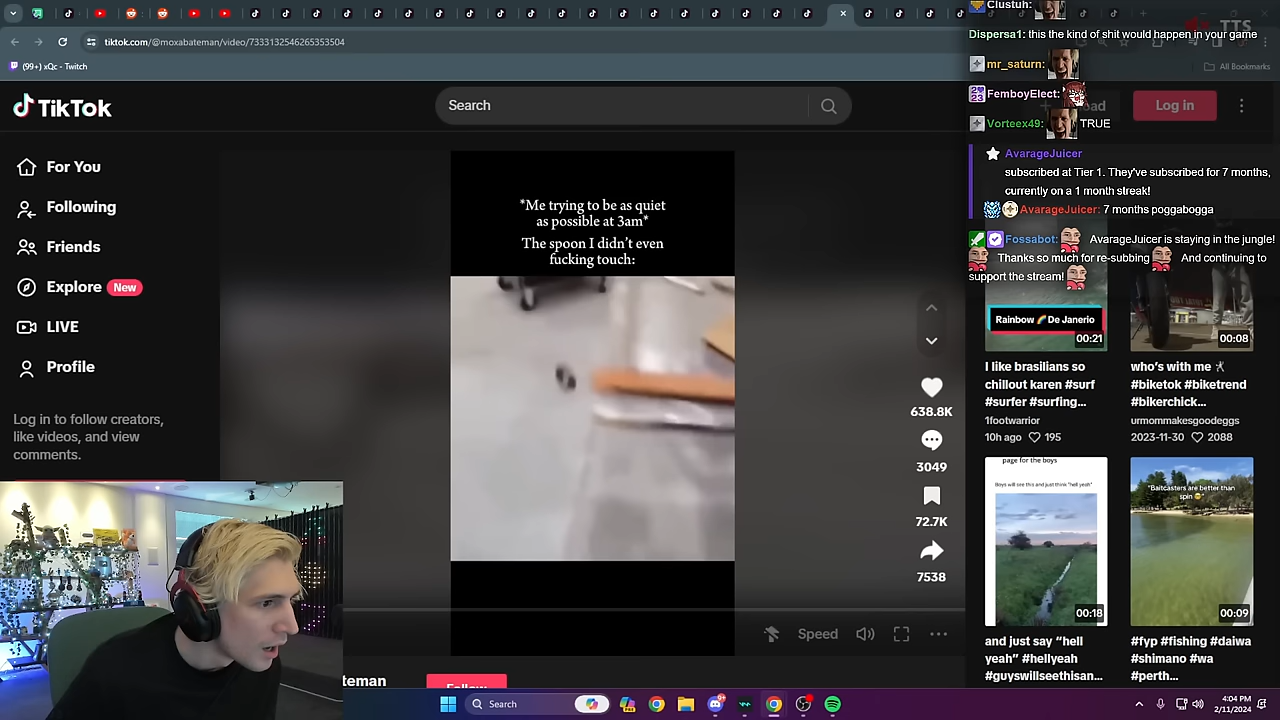 tiktok.com/@moxabateman/video/7333132546265353504
(99+) xQc - Twitch
All Bookmarks
TikTok
Search
Log in
For You
Following
Friends
Explore New
LIVE
Profile
Log in to follow creators,
like videos, and view
comments.
*Me trying to be as quiet
as possible at 3am*
The spoon I didn't even
fucking touch:
638.8K
3049
72.7K
7538
Speed
teman
Follow
Clustuh:
TTS
Dispersa1: this the kind of shit would happen in your game
mr_saturn:
FemboyElect:
Vorteex49: TRUE
AvarageJuicer
subscribed at Tier 1. They've subscribed for 7 months,
currently on a 1 month streak!
AvarageJuicer: 7 months poggabogga
Fossabot: AvarageJuicer is staying in the jungle!
Thanks so much for re-subbing And continuing to
support the stream!
Rainbow 🌈 De Janerio
00:21
I like brasilians so
chillout karen #surf
#surfer #surfing...
1footwarrior
10h ago 195
00:08
who's with me
#biketok #biketrend
#bikerchick...
urmommakesgoodeggs
2023-11-30 2088
page for the boys
Boys will see this and just think "hell yeah"
00:18
and just say "hell
yeah" #hellyeah
#guyswillseethisan...
"Baitcasters are better than
spin
00:09
#fyp #fishing #daiwa
#shimano #wa
#perth...
Search
4:04 PM
2/11/2024